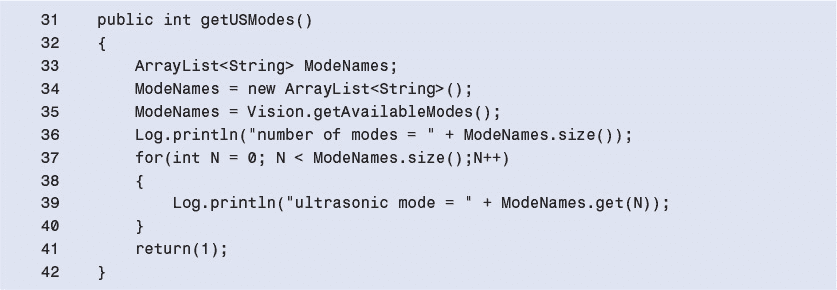 31 public int getUSModes()
32 {
33 ArrayList<String> ModeNames;
34 ModeNames = new ArrayList<String>();
35 ModeNames = Vision.getAvailableModes();
36 Log.println("number of modes = " + ModeNames.size());
37 for(int N = 0; N < ModeNames.size();N++)
38 {
39 Log.println("ultrasonic mode = " + ModeNames.get(N));
40 }
41 return(1);
42 }